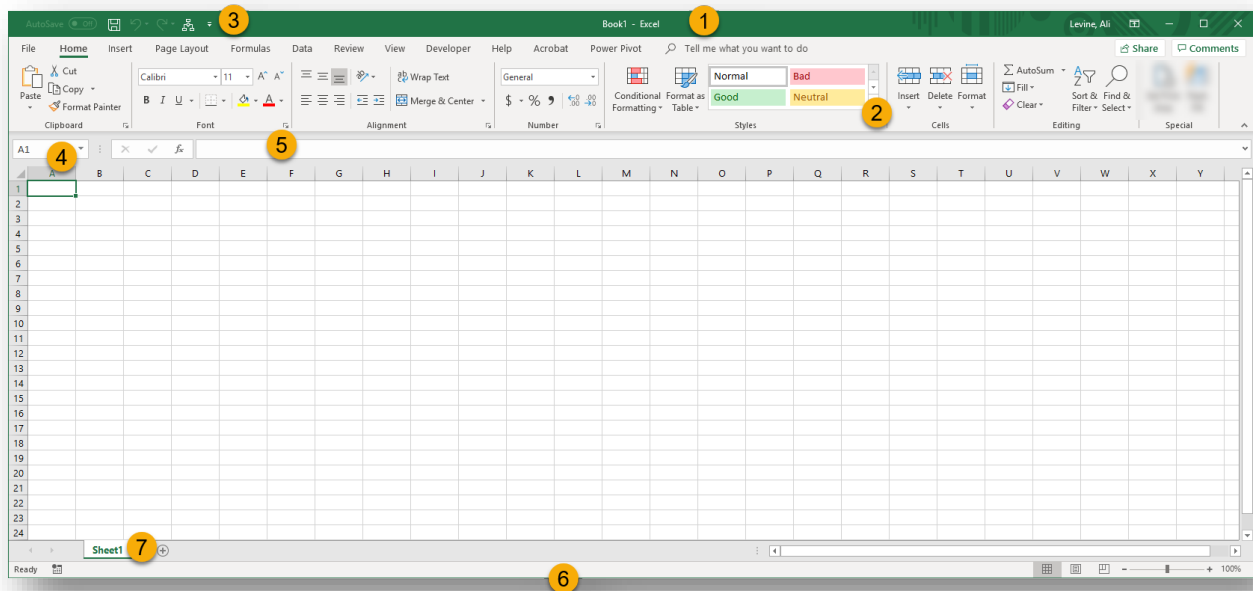 AutoSave Off 3 Book1 - Excel 1 Levine, Ali
File Home Insert Page Layout Formulas Data Review View Developer Help Acrobat Power Pivot Tell me what you want to do Share Comments
Paste Cut Calibri 11 A A Wrap Text General Conditional Formatting Format as Table Normal Bad Insert Delete Format AutoSum Sort & Filter Find & Select
Copy Good Neutral Fill
Format Painter B I U A Merge & Center $ % 9 .00 .0 2 Clear
Clipboard Font Alignment Number Styles Cells Editing Special
A1 4 fx 5
A B C D E F G H I J K L M N O P Q R S T U V W X Y
1
2
3
4
5
6
7
8
9
10
11
12
13
14
15
16
17
18
19
20
21
22
23
24
Sheet1 7
Ready 6 100%